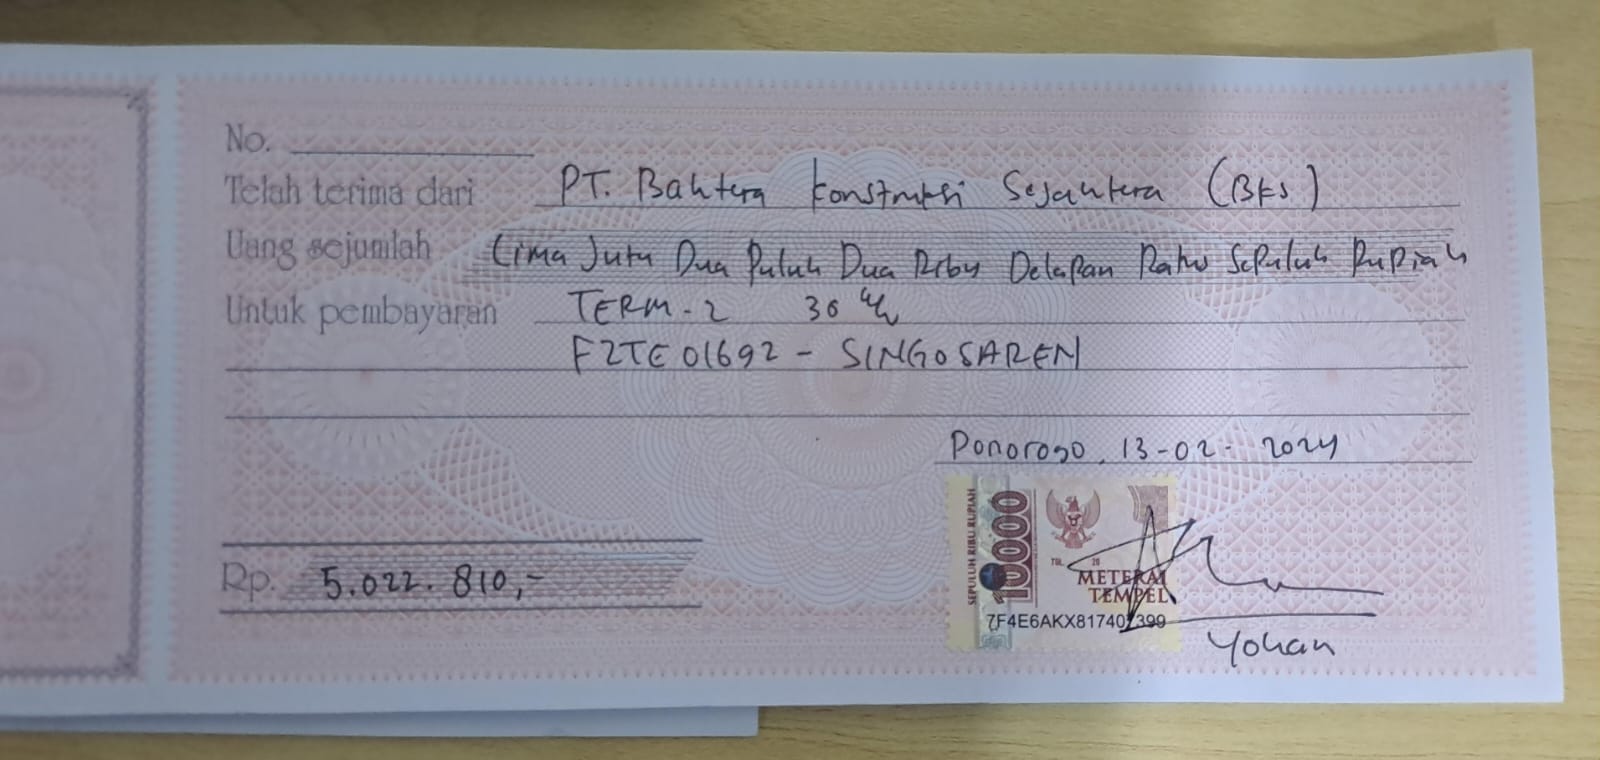 No.
Telah terima dari PT. Bahtera Konstruksi Sejahtera (BKS)
Uang sejumlah Lima Juta Dua Puluh Dua Ribu Delapan Ratus Sepuluh Rupiah
Untuk pembayaran TERM-2 30%
FZTE01692 - SINGOSAREN
Ponorogo, 13-02-2024
Rp. 5.022.810,-
SEPULUH RIBU RUPIAH
10000
TGL. 20
METERAI
TEMPEL
Yohan